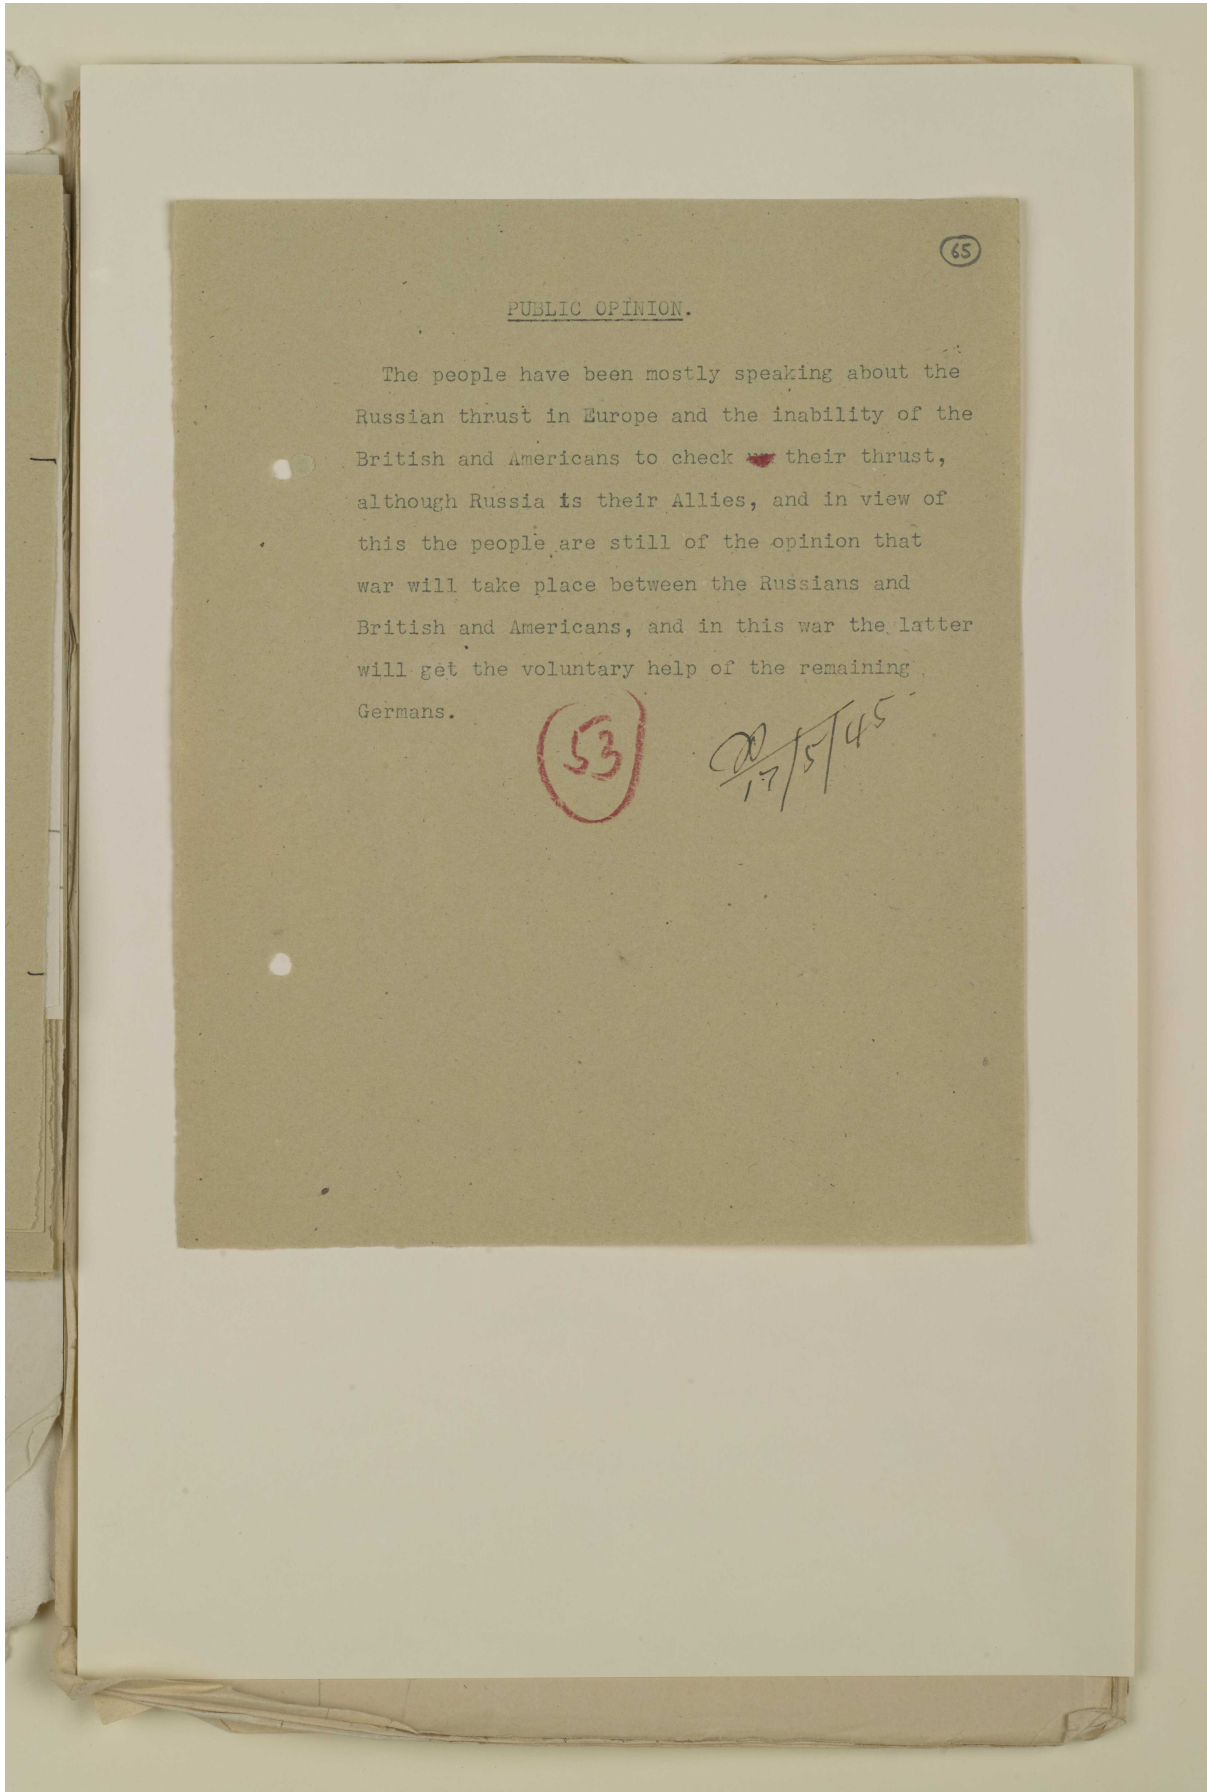 65
PUBLIC OPINION.
The people have been mostly speaking about the
Russian thrust in Europe and the inability of the
British and Americans to check their thrust,
although Russia is their Allies, and in view of
this the people are still of the opinion that
war will take place between the Russians and
British and Americans, and in this war the latter
will get the voluntary help of the remaining
Germans.
53
17/5/45